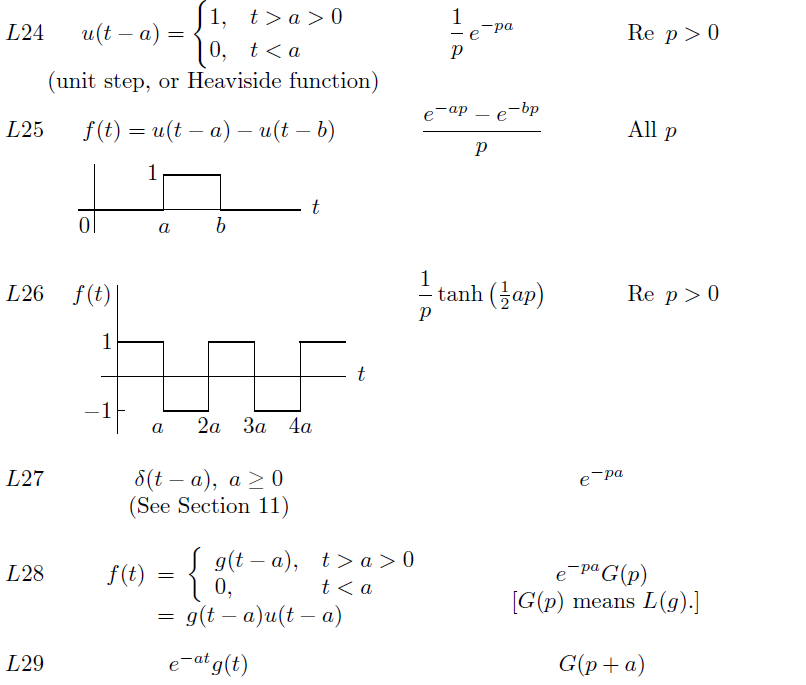 L24 u(t − a) = { 1, t > a > 0 1/p e^{−pa} Re p > 0
0, t < a
(unit step, or Heaviside function)
L25 f(t) = u(t − a) − u(t − b) (e^{−ap} − e^{−bp})/p All p
1
t
0 a b
L26 f(t) 1/p tanh (½ap) Re p > 0
1
t
−1
a 2a 3a 4a
L27 δ(t − a), a ≥ 0 e^{−pa}
(See Section 11)
L28 f(t) = { g(t − a), t > a > 0 e^{−pa}G(p)
0, t < a [G(p) means L(g).]
= g(t − a)u(t − a)
L29 e^{−at}g(t) G(p + a)